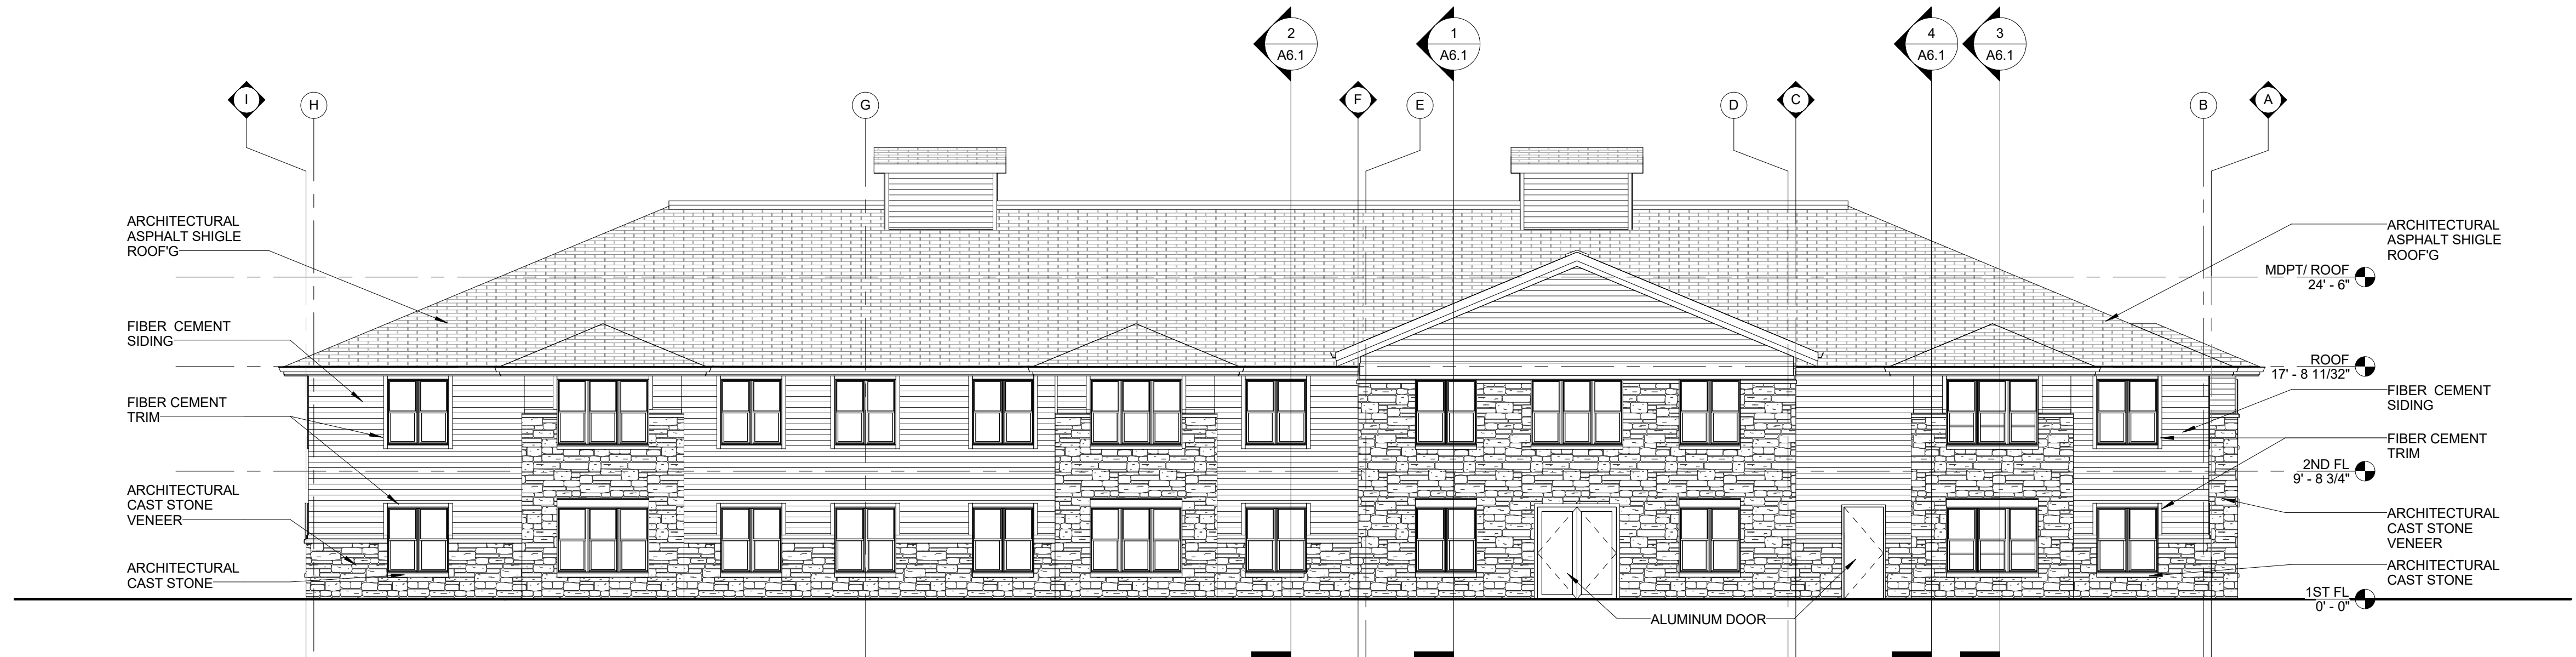 2
A6.1
1
A6.1
4
A6.1
3
A6.1
I
H
G
F
E
D
C
B
A
ARCHITECTURAL
ASPHALT SHIGLE
ROOF'G
FIBER CEMENT
SIDING
FIBER CEMENT
TRIM
ARCHITECTURAL
CAST STONE
VENEER
ARCHITECTURAL
CAST STONE
ARCHITECTURAL
ASPHALT SHIGLE
ROOF'G
MDPT/ ROOF
24' - 6"
ROOF
17' - 8 11/32"
FIBER CEMENT
SIDING
FIBER CEMENT
TRIM
2ND FL
9' - 8 3/4"
ARCHITECTURAL
CAST STONE
VENEER
ARCHITECTURAL
CAST STONE
1ST FL
0' - 0"
ALUMINUM DOOR